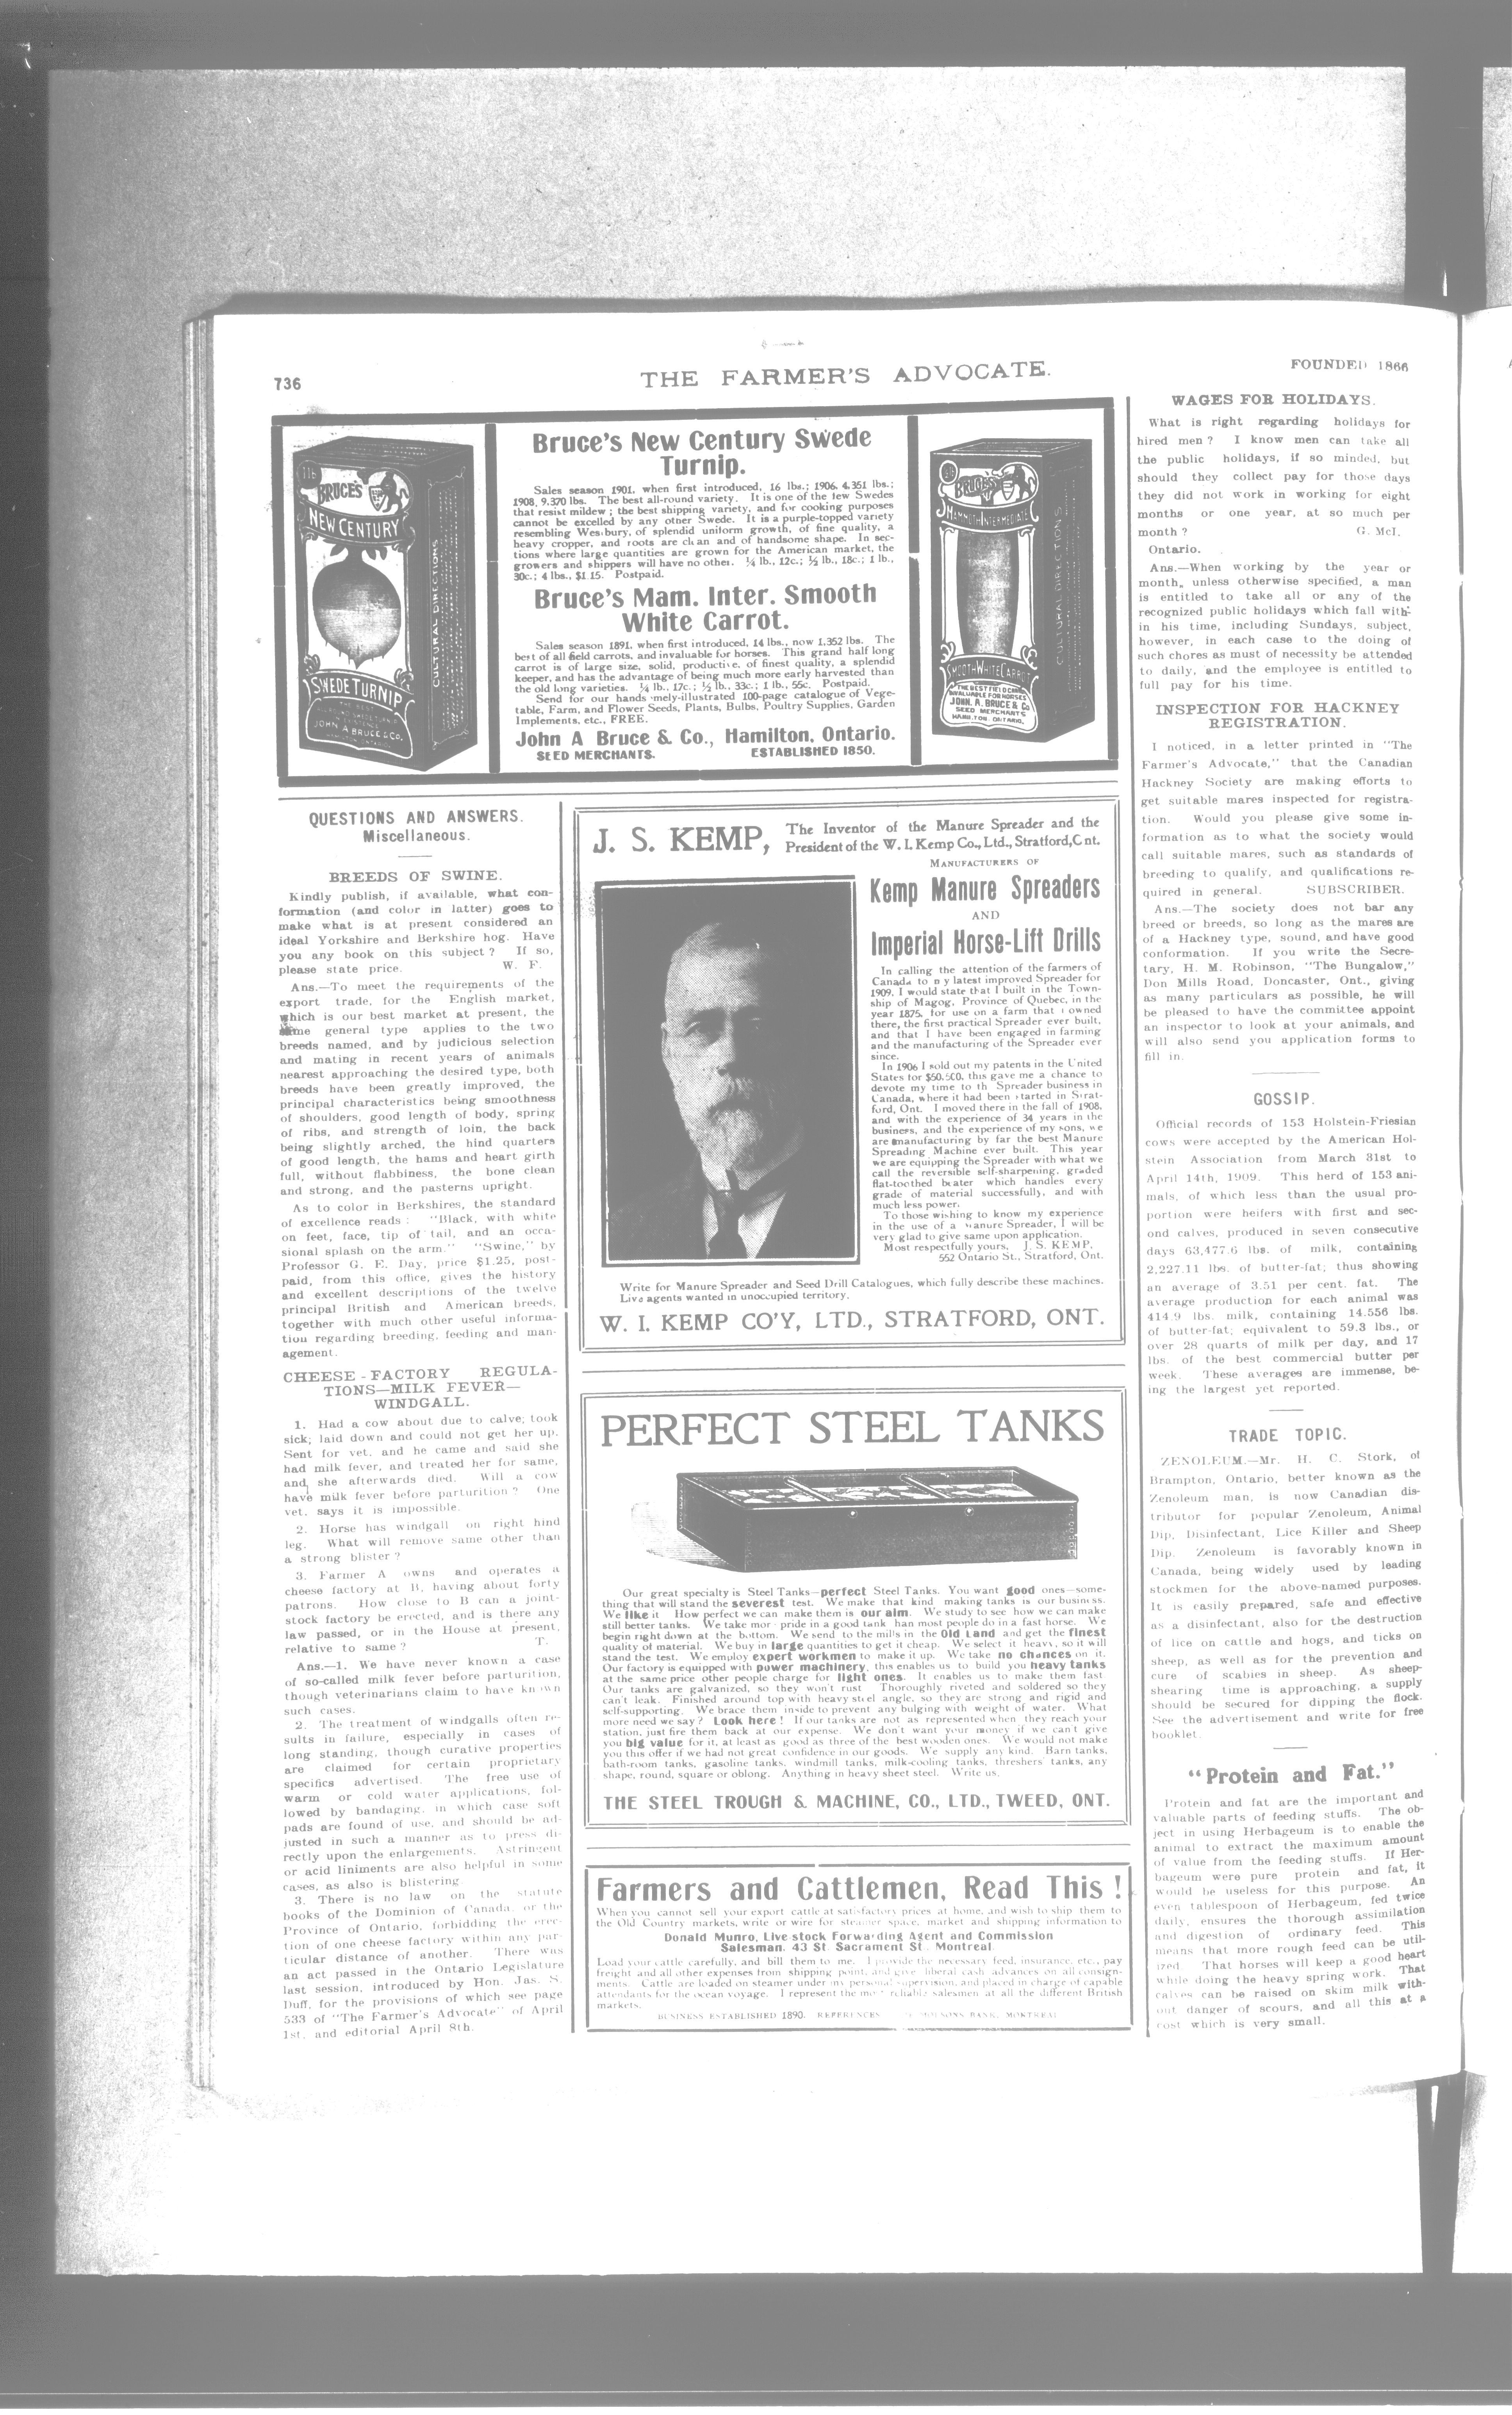 736
THE FARMER'S ADVOCATE.
FOUNDED 1866
11b
BRUCE'S
NEW CENTURY
SWEDE TURNIP
JOHN A BRUCE & CO.
CULTURAL DIRECTIONS
Bruce's New Century Swede
Turnip.
Sales season 1901, when first introduced, 16 lbs.; 1906, 4,351 lbs.;
1908, 9,370 lbs. The best all-round variety. It is one of the few Swedes
that resist mildew; the best shipping variety, and for cooking purposes
cannot be excelled by any other Swede. It is a purple-topped variety
resembling Westbury, of splendid uniform growth, of fine quality, a
heavy cropper, and roots are clean and of handsome shape. In sec-
tions where large quantities are grown for the American market, the
growers and shippers will have no other. ¼ lb., 12c.; ½ lb., 18c.; 1 lb.,
30c.; 4 lbs., $1.15. Postpaid.
Bruce's Mam. Inter. Smooth
White Carrot.
Sales season 1891, when first introduced, 14 lbs., now 1,352 lbs. The
best of all field carrots, and invaluable for horses. This grand half long
carrot is of large size, solid, productive, of finest quality, a splendid
keeper, and has the advantage of being much more early harvested than
the old long varieties. ¼ lb., 17c.; ½ lb., 33c.; 1 lb., 55c. Postpaid.
Send for our handsomely-illustrated 100-page catalogue of Vege-
table, Farm, and Flower Seeds, Plants, Bulbs, Poultry Supplies, Garden
Implements, etc., FREE.
John A Bruce & Co., Hamilton, Ontario.
SEED MERCHANTS. ESTABLISHED 1850.
BRUCE'S
MAMMOTH INTERMEDIATE
SMOOTH WHITE CARROT
THE BEST FIELD CARROT
INVALUABLE FOR HORSES
JOHN. A. BRUCE & Co
SEED MERCHANTS
HAMILTON. ONTARIO.
CULTURAL DIRECTIONS
QUESTIONS AND ANSWERS.
Miscellaneous.
BREEDS OF SWINE.
Kindly publish, if available, what con-
formation (and color in latter) goes to
make what is at present considered an
ideal Yorkshire and Berkshire hog. Have
you any book on this subject? If so,
please state price. W. F.
Ans.—To meet the requirements of the
export trade, for the English market,
which is our best market at present, the
same general type applies to the two
breeds named, and by judicious selection
and mating in recent years of animals
nearest approaching the desired type, both
breeds have been greatly improved, the
principal characteristics being smoothness
of shoulders, good length of body, spring
of ribs, and strength of loin, the back
being slightly arched, the hind quarters
of good length, the hams and heart girth
full, without flabbiness, the bone clean
and strong, and the pasterns upright.
As to color in Berkshires, the standard
of excellence reads: "Black, with white
on feet, face, tip of tail, and an occa-
sional splash on the arm." "Swine," by
Professor G. E. Day, price $1.25, post-
paid, from this office, gives the history
and excellent descriptions of the twelve
principal British and American breeds,
together with much other useful informa-
tion regarding breeding, feeding and man-
agement.
CHEESE-FACTORY REGULA-
TIONS—MILK FEVER—
WINDGALL.
1. Had a cow about due to calve; took
sick; laid down and could not get her up.
Sent for vet. and he came and said she
had milk fever, and treated her for same,
and she afterwards died. Will a cow
have milk fever before parturition? One
vet. says it is impossible.
2. Horse has windgall on right hind
leg. What will remove same other than
a strong blister?
3. Farmer A owns and operates a
cheese factory at B, having about forty
patrons. How close to B can a joint-
stock factory be erected, and is there any
law passed, or in the House at present,
relative to same? T.
Ans.—1. We have never known a case
of so-called milk fever before parturition,
though veterinarians claim to have known
such cases.
2. The treatment of windgalls often re-
sults in failure, especially in cases of
long standing, though curative properties
are claimed for certain proprietary
specifics advertised. The free use of
warm or cold water applications, fol-
lowed by bandaging, in which case soft
pads are found of use, and should be ad-
justed in such a manner as to press di-
rectly upon the enlargements. Astringent
or acid liniments are also helpful in some
cases, as also is blistering.
3. There is no law on the statute
books of the Dominion of Canada, or the
Province of Ontario, forbidding the erec-
tion of one cheese factory within any par-
ticular distance of another. There was
an act passed in the Ontario Legislature
last session, introduced by Hon. Jas. S.
Duff, for the provisions of which see page
533 of "The Farmer's Advocate" of April
1st, and editorial April 8th.
J. S. KEMP, The Inventor of the Manure Spreader and the
President of the W. I. Kemp Co., Ltd., Stratford, Ont.
MANUFACTURERS OF
Kemp Manure Spreaders
AND
Imperial Horse-Lift Drills
In calling the attention of the farmers of
Canada to my latest improved Spreader for
1909, I would state that I built in the Town-
ship of Magog, Province of Quebec, in the
year 1875, for use on a farm that I owned
there, the first practical Spreader ever built,
and that I have been engaged in farming
and the manufacturing of the Spreader ever
since.
In 1906 I sold out my patents in the United
States for $50,500, this gave me a chance to
devote my time to the Spreader business in
Canada, where it had been started in Strat-
ford, Ont. I moved there in the fall of 1908,
and with the experience of 34 years in the
business, and the experience of my sons, we
are manufacturing by far the best Manure
Spreading Machine ever built. This year
we are equipping the Spreader with what we
call the reversible self-sharpening, graded
flat-toothed beater which handles every
grade of material successfully, and with
much less power.
To those wishing to know my experience
in the use of a Manure Spreader, I will be
very glad to give same upon application.
Most respectfully yours, J. S. KEMP,
552 Ontario St., Stratford, Ont.
Write for Manure Spreader and Seed Drill Catalogues, which fully describe these machines.
Live agents wanted in unoccupied territory.
W. I. KEMP CO'Y, LTD., STRATFORD, ONT.
PERFECT STEEL TANKS
Our great specialty is Steel Tanks—perfect Steel Tanks. You want good ones—some-
thing that will stand the severest test. We make that kind making tanks is our business.
We like it How perfect we can make them is our aim. We study to see how we can make
still better tanks. We take more pride in a good tank than most people do in a fast horse. We
begin right down at the bottom. We send to the mills in the Old Land and get the finest
quality of material. We buy in large quantities to get it cheap. We select it heavy, so it will
stand the test. We employ expert workmen to make it up. We take no chances on it.
Our factory is equipped with power machinery, this enables us to build you heavy tanks
at the same price other people charge for light ones. It enables us to make them fast
Our tanks are galvanized, so they won't rust Thoroughly riveted and soldered so they
can't leak. Finished around top with heavy steel angle, so they are strong and rigid and
self-supporting. We brace them inside to prevent any bulging with weight of water. What
more need we say? Look here! If our tanks are not as represented when they reach your
station, just fire them back at our expense. We don't want your money if we can't give
you big value for it, at least as good as three of the best wooden ones. We would not make
you this offer if we had not great confidence in our goods. We supply any kind. Barn tanks,
bath-room tanks, gasoline tanks, windmill tanks, milk-cooling tanks, threshers' tanks, any
shape, round, square or oblong. Anything in heavy sheet steel. Write us.
THE STEEL TROUGH & MACHINE, CO., LTD., TWEED, ONT.
Farmers and Cattlemen, Read This!
When you cannot sell your export cattle at satisfactory prices at home, and wish to ship them to
the Old Country markets, write or wire for steamer space, market and shipping information to
Donald Munro, Live stock Forwarding Agent and Commission
Salesman, 43 St. Sacrament St. Montreal
Load your cattle carefully, and bill them to me. I provide the necessary feed, insurance, etc., pay
freight and all other expenses from shipping point, and give liberal cash advances on all consign-
ments. Cattle are loaded on steamer under my personal supervision, and placed in charge of capable
attendants for the ocean voyage. I represent the most reliable salesmen at all the different British
markets.
BUSINESS ESTABLISHED 1890. REFERENCES BANK, MONTREAL
WAGES FOR HOLIDAYS.
What is right regarding holidays for
hired men? I know men can take all
the public holidays, if so minded, but
should they collect pay for those days
they did not work in working for eight
months or one year, at so much per
month? G. McI.
Ontario.
Ans.—When working by the year or
month, unless otherwise specified, a man
is entitled to take all or any of the
recognized public holidays which fall with-
in his time, including Sundays, subject,
however, in each case to the doing of
such chores as must of necessity be attended
to daily, and the employee is entitled to
full pay for his time.
INSPECTION FOR HACKNEY
REGISTRATION.
I noticed, in a letter printed in "The
Farmer's Advocate," that the Canadian
Hackney Society are making efforts to
get suitable mares inspected for registra-
tion. Would you please give some in-
formation as to what the society would
call suitable mares, such as standards of
breeding to qualify, and qualifications re-
quired in general. SUBSCRIBER.
Ans.—The society does not bar any
breed or breeds, so long as the mares are
of a Hackney type, sound, and have good
conformation. If you write the Secre-
tary, H. M. Robinson, "The Bungalow,"
Don Mills Road, Doncaster, Ont., giving
as many particulars as possible, he will
be pleased to have the committee appoint
an inspector to look at your animals, and
will also send you application forms to
fill in.
GOSSIP.
Official records of 153 Holstein-Friesian
cows were accepted by the American Hol-
stein Association from March 31st to
April 14th, 1909. This herd of 153 ani-
mals, of which less than the usual pro-
portion were heifers with first and sec-
ond calves, produced in seven consecutive
days 63,477.6 lbs. of milk, containing
2,227.11 lbs. of butter-fat; thus showing
an average of 3.51 per cent. fat. The
average production for each animal was
414.9 lbs. milk, containing 14.556 lbs.
of butter-fat; equivalent to 59.3 lbs., or
over 28 quarts of milk per day, and 17
lbs. of the best commercial butter per
week. These averages are immense, be-
ing the largest yet reported.
TRADE TOPIC.
ZENOLEUM.—Mr. H. C. Stork, of
Brampton, Ontario, better known as the
Zenoleum man, is now Canadian dis-
tributor for popular Zenoleum, Animal
Dip, Disinfectant, Lice Killer and Sheep
Dip. Zenoleum is favorably known in
Canada, being widely used by leading
stockmen for the above-named purposes.
It is easily prepared, safe and effective
as a disinfectant, also for the destruction
of lice on cattle and hogs, and ticks on
sheep, as well as for the prevention and
cure of scabies in sheep. As sheep-
shearing time is approaching, a supply
should be secured for dipping the flock.
See the advertisement and write for free
booklet.
"Protein and Fat."
Protein and fat are the important and
valuable parts of feeding stuffs. The ob-
ject in using Herbageum is to enable the
animal to extract the maximum amount
of value from the feeding stuffs. If Her-
bageum were pure protein and fat, it
would be useless for this purpose. An
even tablespoon of Herbageum, fed twice
daily, ensures the thorough assimilation
and digestion of ordinary feed. This
means that more rough feed can be util-
ized That horses will keep a good heart
while doing the heavy spring work. That
calves can be raised on skim milk with-
out danger of scours, and all this at a
cost which is very small.